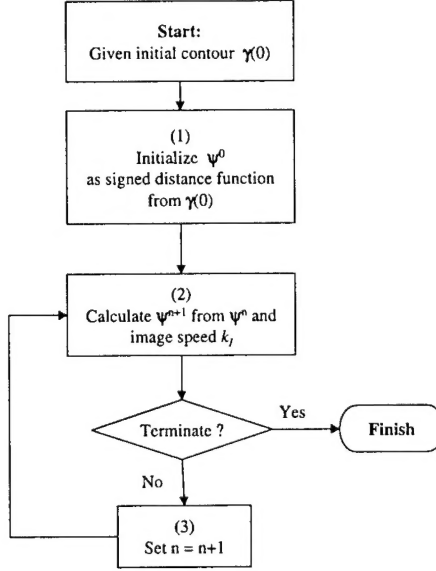 Start:
Given initial contour γ(0)
(1)
Initialize ψ⁰
as signed distance function
from γ(0)
(2)
Calculate ψⁿ⁺¹ from ψⁿ and
image speed k_I
Terminate ?
Yes
Finish
No
(3)
Set n = n+1